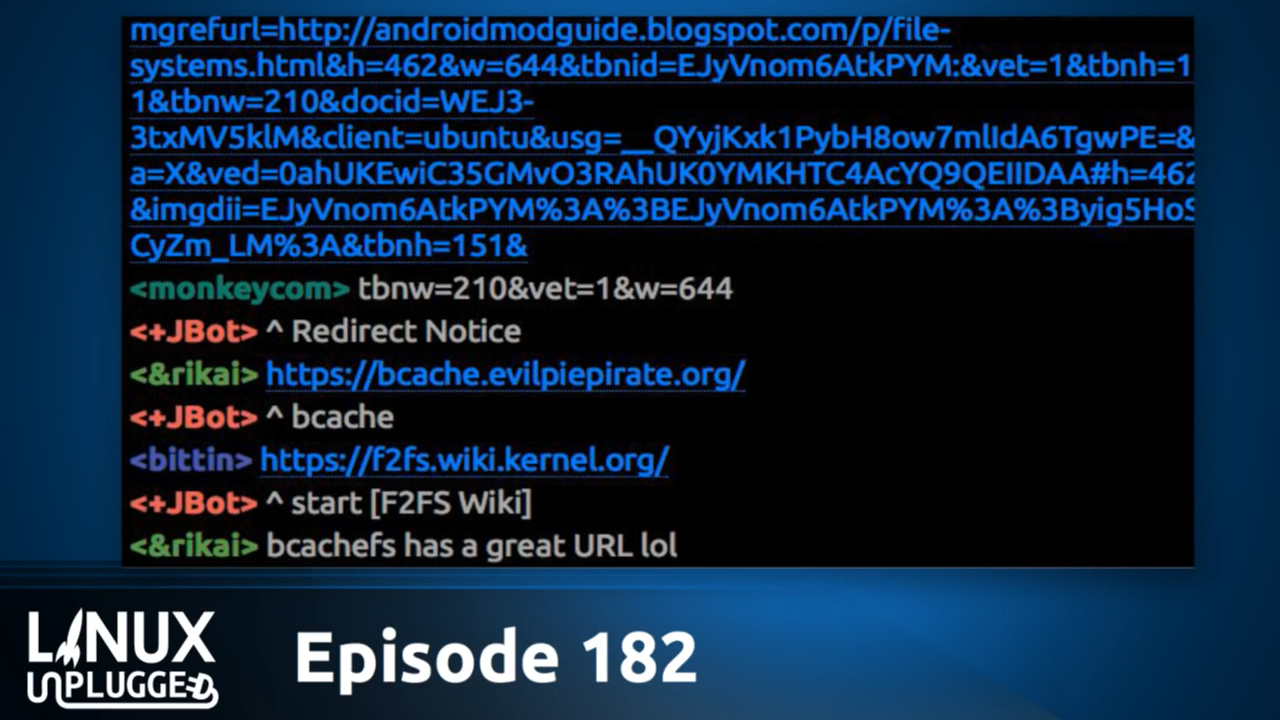 mgrefurl=http://androidmodguide.blogspot.com/p/file-
systems.html&h=462&w=644&tbnid=EJyVnom6AtkPYM:&vet=1&tbnh=1
1&tbnw=210&docid=WEJ3-
3txMV5klM&client=ubuntu&usg=__QYyjKxk1PybH8ow7mlIdA6TgwPE=&
a=X&ved=0ahUKEwiC35GMvO3RAhUK0YMKHTC4AcYQ9QEIIDAA#h=462
&imgdii=EJyVnom6AtkPYM%3A%3BEJyVnom6AtkPYM%3A%3Byig5HoS
CyZm_LM%3A&tbnh=151&
<monkeycom> tbnw=210&vet=1&w=644
<+JBot> ^ Redirect Notice
<&rikai> https://bcache.evilpiepirate.org/
<+JBot> ^ bcache
<bittin> https://f2fs.wiki.kernel.org/
<+JBot> ^ start [F2FS Wiki]
<&rikai> bcachefs has a great URL lol
LINUX
UNPLUGGED
Episode 182